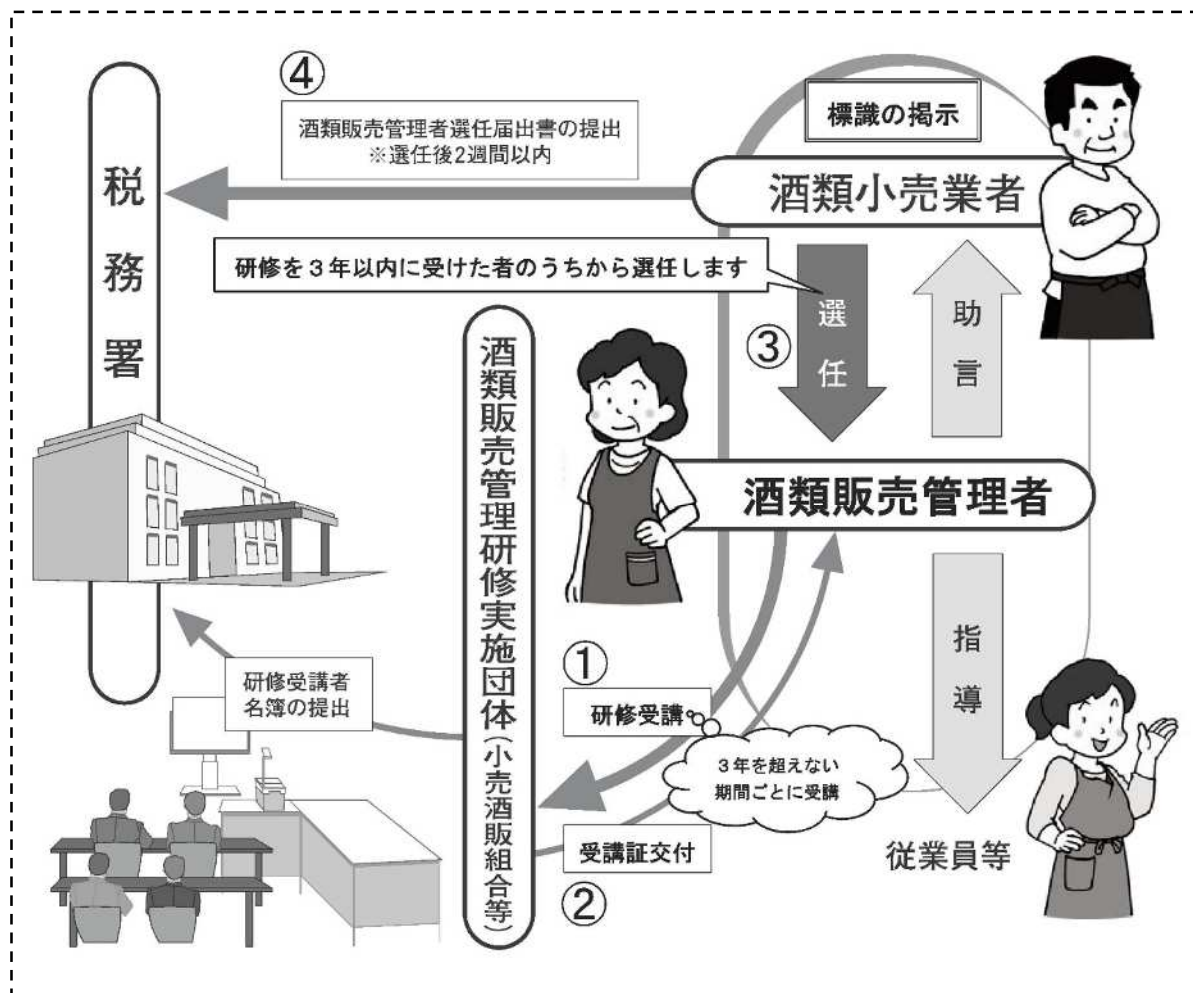 ④
酒類販売管理者選任届出書の提出
※選任後2週間以内
標識の掲示
酒類小売業者
税務署
研修を3年以内に受けた者のうちから選任します
③
選任
助言
酒類販売管理者
酒類販売管理研修実施団体(小売酒販組合等)
①
研修受講
3年を超えない
期間ごとに受講
指導
研修受講者
名簿の提出
受講証交付
②
従業員等